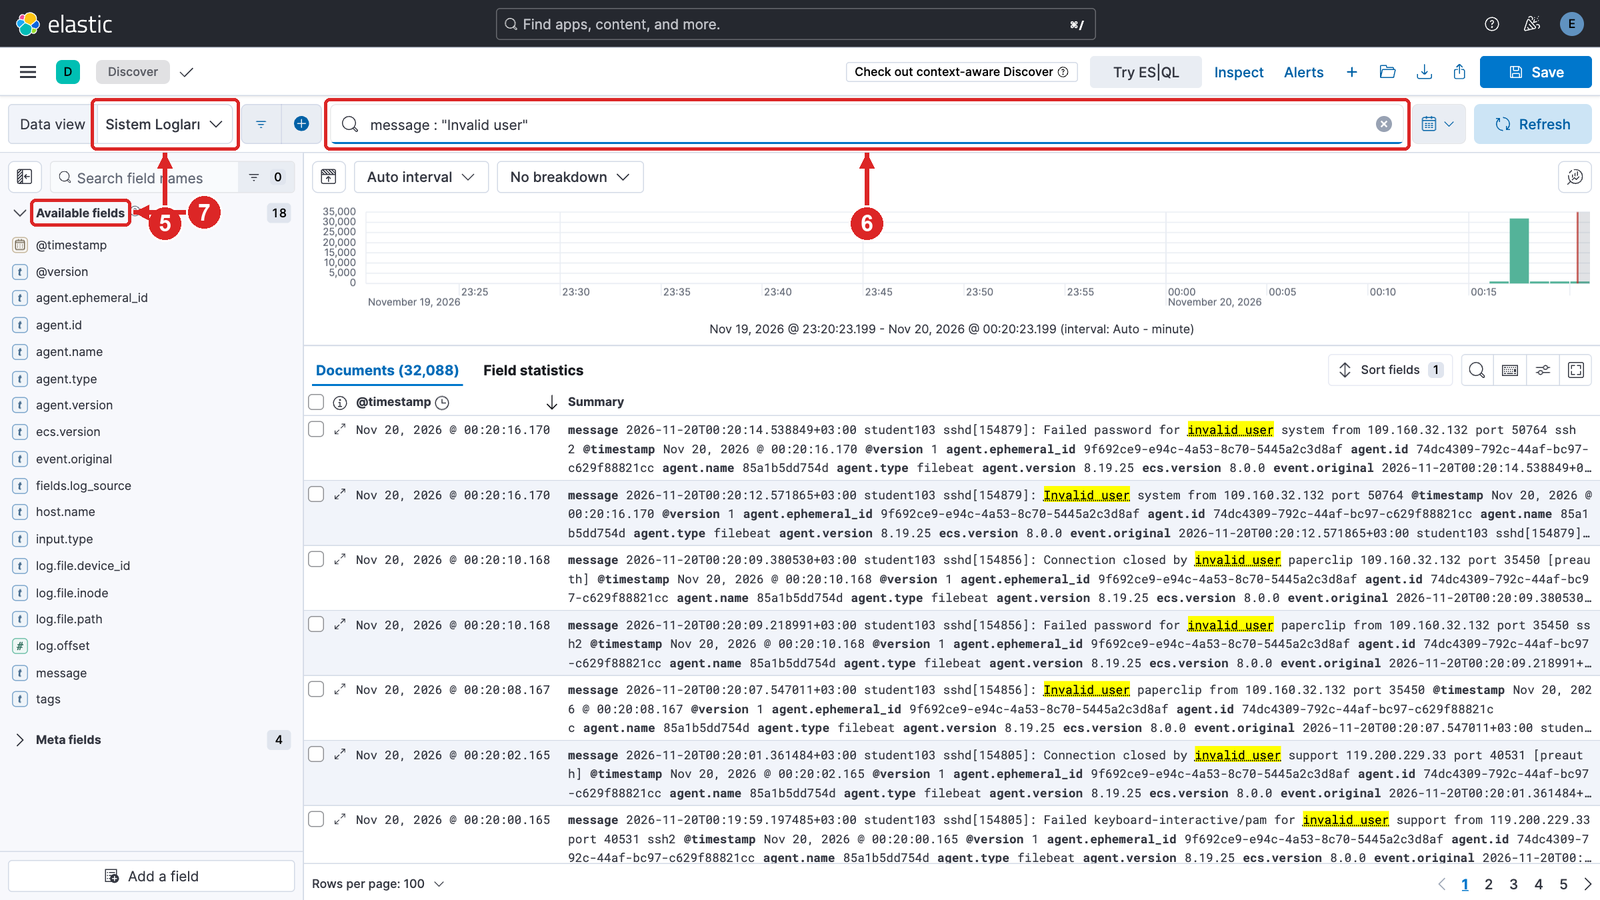 elastic
Find apps, content, and more.
⌘/
E
D
Discover
Check out context-aware Discover
Try ES|QL
Inspect
Alerts
Save
Data view
Sistem Logları
message : "Invalid user"
Refresh
Search field names
0
Auto interval
No breakdown
Available fields
18
5
7
6
@timestamp
@version
agent.ephemeral_id
agent.id
agent.name
agent.type
agent.version
ecs.version
event.original
fields.log_source
host.name
input.type
log.file.device_id
log.file.inode
log.file.path
log.offset
message
tags
Meta fields
4
Add a field
35,000
30,000
25,000
20,000
15,000
10,000
5,000
0
23:25
23:30
23:35
23:40
23:45
23:50
23:55
00:00
00:05
00:10
00:15
November 19, 2026
November 20, 2026
Nov 19, 2026 @ 23:20:23.199 - Nov 20, 2026 @ 00:20:23.199 (interval: Auto - minute)
Documents (32,088)
Field statistics
Sort fields 1
@timestamp
Summary
Nov 20, 2026 @ 00:20:16.170
message 2026-11-20T00:20:14.538849+03:00 student103 sshd[154879]: Failed password for invalid user system from 109.160.32.132 port 50764 ssh
2 @timestamp Nov 20, 2026 @ 00:20:16.170 @version 1 agent.ephemeral_id 9f692ce9-e94c-4a53-8c70-5445a2c3d8af agent.id 74dc4309-792c-44af-bc97-
c629f88821cc agent.name 85a1b5dd754d agent.type filebeat agent.version 8.19.25 ecs.version 8.0.0 event.original 2026-11-20T00:20:14.538849+0…
Nov 20, 2026 @ 00:20:16.170
message 2026-11-20T00:20:12.571865+03:00 student103 sshd[154879]: Invalid user system from 109.160.32.132 port 50764 @timestamp Nov 20, 2026 @
00:20:16.170 @version 1 agent.ephemeral_id 9f692ce9-e94c-4a53-8c70-5445a2c3d8af agent.id 74dc4309-792c-44af-bc97-c629f88821cc agent.name 85a1
b5dd754d agent.type filebeat agent.version 8.19.25 ecs.version 8.0.0 event.original 2026-11-20T00:20:12.571865+03:00 student103 sshd[154879]…
Nov 20, 2026 @ 00:20:10.168
message 2026-11-20T00:20:09.380530+03:00 student103 sshd[154856]: Connection closed by invalid user paperclip 109.160.32.132 port 35450 [preau
th] @timestamp Nov 20, 2026 @ 00:20:10.168 @version 1 agent.ephemeral_id 9f692ce9-e94c-4a53-8c70-5445a2c3d8af agent.id 74dc4309-792c-44af-bc9
7-c629f88821cc agent.name 85a1b5dd754d agent.type filebeat agent.version 8.19.25 ecs.version 8.0.0 event.original 2026-11-20T00:20:09.380530…
Nov 20, 2026 @ 00:20:10.168
message 2026-11-20T00:20:09.218991+03:00 student103 sshd[154856]: Failed password for invalid user paperclip from 109.160.32.132 port 35450 ss
h2 @timestamp Nov 20, 2026 @ 00:20:10.168 @version 1 agent.ephemeral_id 9f692ce9-e94c-4a53-8c70-5445a2c3d8af agent.id 74dc4309-792c-44af-bc97
-c629f88821cc agent.name 85a1b5dd754d agent.type filebeat agent.version 8.19.25 ecs.version 8.0.0 event.original 2026-11-20T00:20:09.218991+…
Nov 20, 2026 @ 00:20:08.167
message 2026-11-20T00:20:07.547011+03:00 student103 sshd[154856]: Invalid user paperclip from 109.160.32.132 port 35450 @timestamp Nov 20, 202
6 @ 00:20:08.167 @version 1 agent.ephemeral_id 9f692ce9-e94c-4a53-8c70-5445a2c3d8af agent.id 74dc4309-792c-44af-bc97-c629f88821c
c agent.name 85a1b5dd754d agent.type filebeat agent.version 8.19.25 ecs.version 8.0.0 event.original 2026-11-20T00:20:07.547011+03:00 studen…
Nov 20, 2026 @ 00:20:02.165
message 2026-11-20T00:20:01.361484+03:00 student103 sshd[154805]: Connection closed by invalid user support 119.200.229.33 port 40531 [preaut
h] @timestamp Nov 20, 2026 @ 00:20:02.165 @version 1 agent.ephemeral_id 9f692ce9-e94c-4a53-8c70-5445a2c3d8af agent.id 74dc4309-792c-44af-bc97
-c629f88821cc agent.name 85a1b5dd754d agent.type filebeat agent.version 8.19.25 ecs.version 8.0.0 event.original 2026-11-20T00:20:01.361484+…
Nov 20, 2026 @ 00:20:00.165
message 2026-11-20T00:19:59.197485+03:00 student103 sshd[154805]: Failed keyboard-interactive/pam for invalid user support from 119.200.229.33
port 40531 ssh2 @timestamp Nov 20, 2026 @ 00:20:00.165 @version 1 agent.ephemeral_id 9f692ce9-e94c-4a53-8c70-5445a2c3d8af agent.id 74dc4309-7
92c-44af-bc97-c629f88821cc agent.name 85a1b5dd754d agent.type filebeat agent.version 8.19.25 ecs.version 8.0.0 event.original 2026-11-20T00:…
Rows per page: 100
1 2 3 4 5